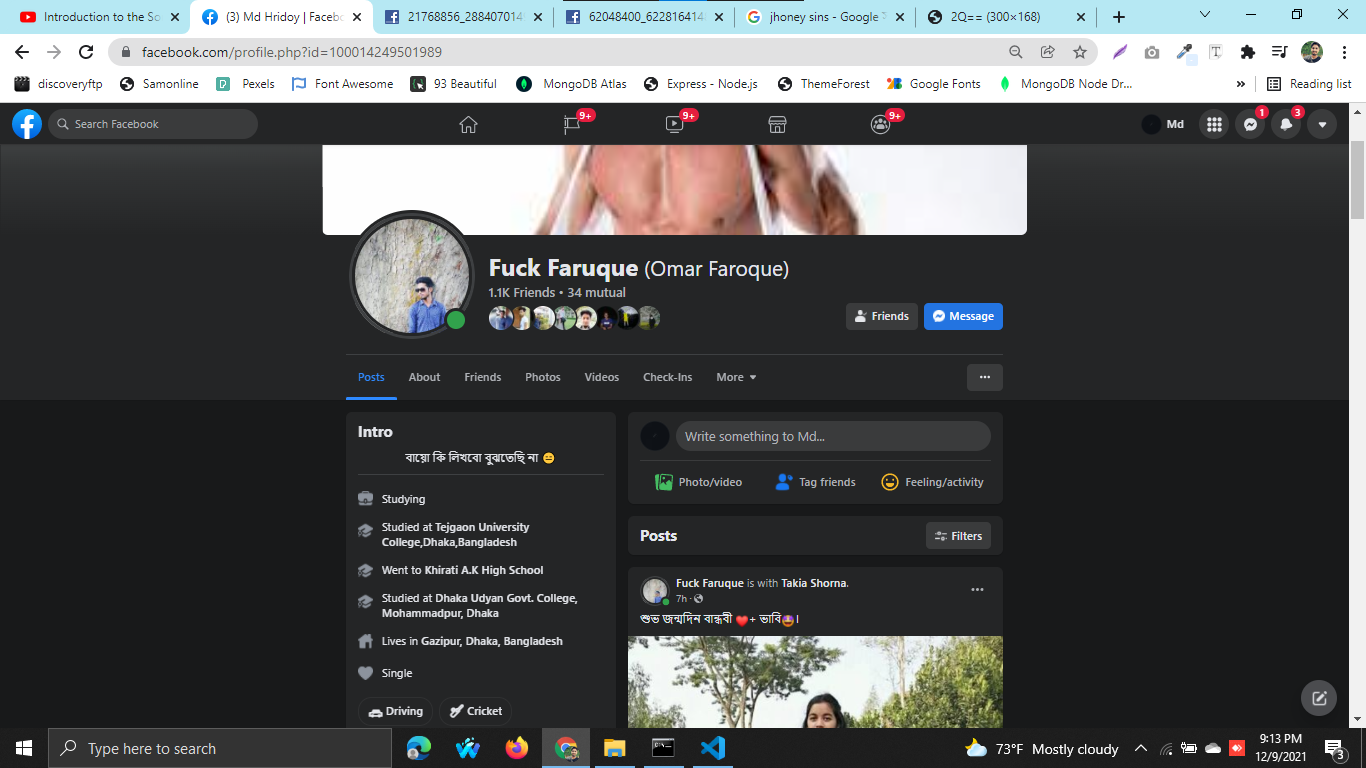 Introduction to the So
(3) Md Hridoy | Facebo
21768856_2884070145
62048400_6228164144
jhoney sins - Google
2Q== (300×168)
facebook.com/profile.php?id=100014249501989
discoveryftp
Samonline
Pexels
Font Awesome
93 Beautiful
MongoDB Atlas
Express - Node.js
ThemeForest
Google Fonts
MongoDB Node Dr...
»
Reading list
Search Facebook
9+
9+
9+
Md
1
3
Fuck Faruque (Omar Faroque)
1.1K Friends • 34 mutual
Friends
Message
Posts
About
Friends
Photos
Videos
Check-Ins
More
Intro
বায়ো কি লিখবো বুঝতেছি না 😑
Studying
Studied at Tejgaon University
College,Dhaka,Bangladesh
Went to Khirati A.K High School
Studied at Dhaka Udyan Govt. College,
Mohammadpur, Dhaka
Lives in Gazipur, Dhaka, Bangladesh
Single
Driving
Cricket
Write something to Md...
Photo/video
Tag friends
Feeling/activity
Posts
Filters
Fuck Faruque is with Takia Shorna.
7h ·
শুভ জন্মদিন বান্ধবী ❤️+ ভাবি🤩।
Type here to search
73°F Mostly cloudy
9:13 PM
12/9/2021
3